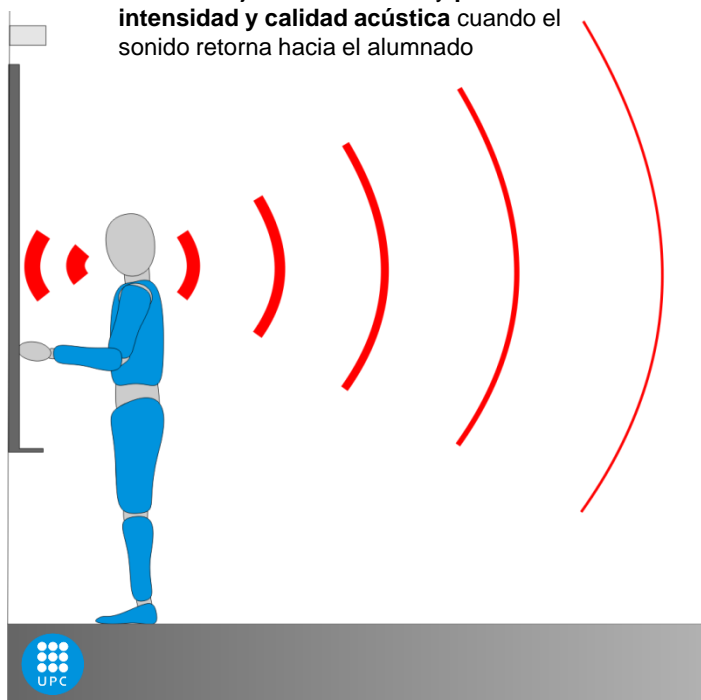 intensidad y calidad acústica cuando el
sonido retorna hacia el alumnado
UPC